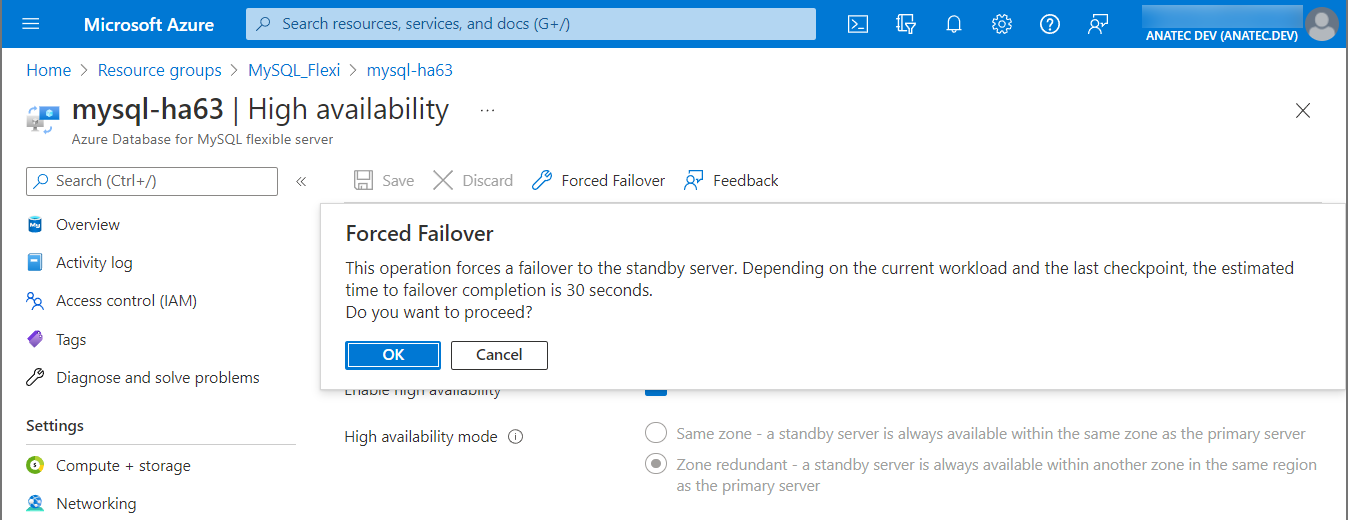 Microsoft Azure
Search resources, services, and docs (G+/)
ANATEC DEV (ANATEC.DEV)
Home > Resource groups > MySQL_Flexi > mysql-ha63
mysql-ha63 | High availability ...
Azure Database for MySQL flexible server
Search (Ctrl+/) «
Save Discard Forced Failover Feedback
Overview
Activity log
Access control (IAM)
Tags
Diagnose and solve problems
Settings
Compute + storage
Networking
Forced Failover
This operation forces a failover to the standby server. Depending on the current workload and the last checkpoint, the estimated
time to failover completion is 30 seconds.
Do you want to proceed?
OK Cancel
Enable high availability
High availability mode
Same zone - a standby server is always available within the same zone as the primary server
Zone redundant - a standby server is always available within another zone in the same region
as the primary server